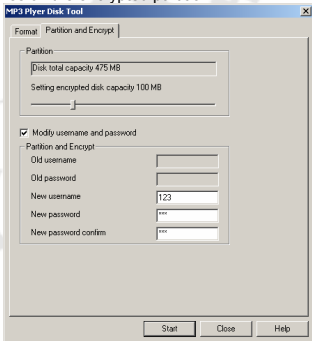 MP3 Plyer Disk Tool
Format Partition and Encrypt
Partition
Disk total capacity 475 MB
Setting encrypted disk capacity 100 MB
Modify username and password
Partition and Encrypt
Old username
Old password
New username 123
New password ***
New password confirm ***
Start Close Help